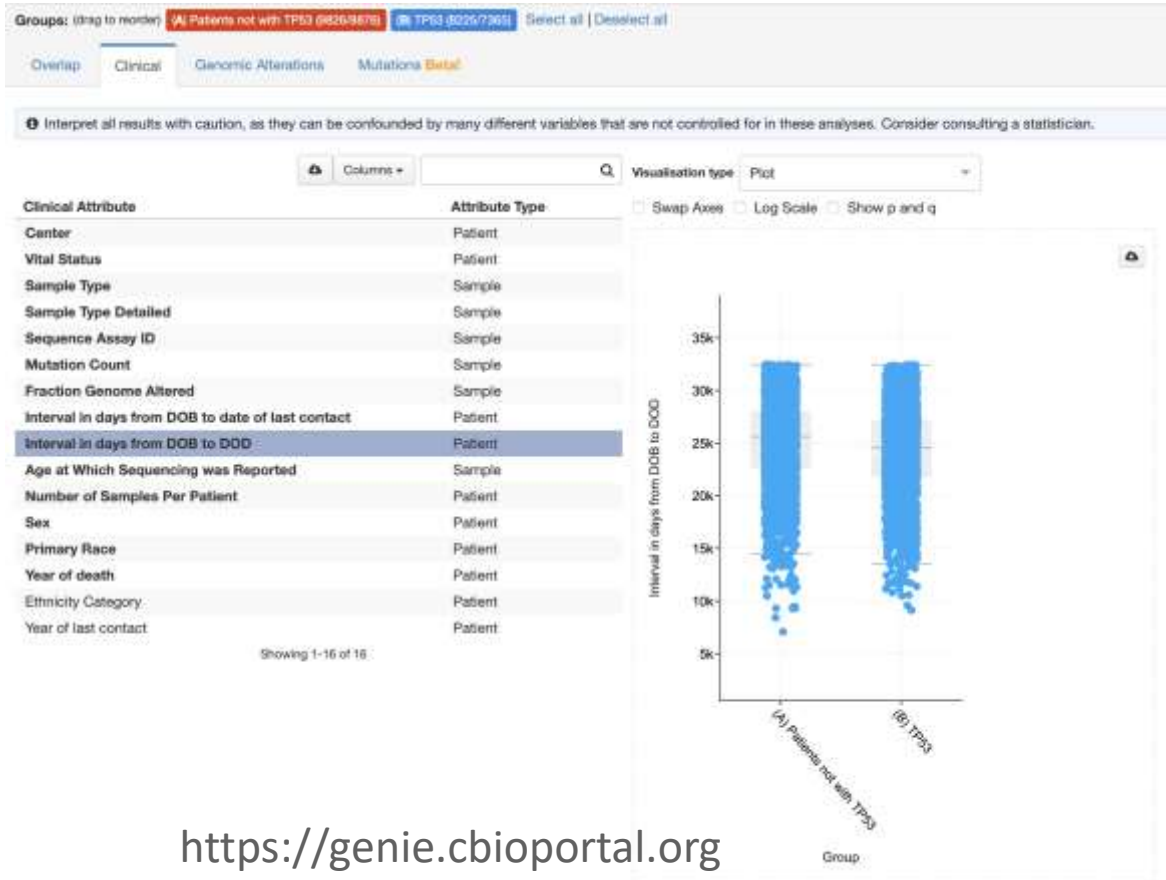 Groups: (drag to reorder) (A) Patients not with TP53 (9826/9876) (B) TP53 (8226/7365) Select all | Deselect all
Overlap Clinical Genomic Alterations Mutations Beta!
Interpret all results with caution, as they can be confounded by many different variables that are not controlled for in these analyses. Consider consulting a statistician.
Columns
Visualisation type Plot
Clinical Attribute Attribute Type
Swap Axes Log Scale Show p and q
Center Patient
Vital Status Patient
Sample Type Sample
Sample Type Detailed Sample
Sequence Assay ID Sample
Mutation Count Sample
Fraction Genome Altered Sample
Interval in days from DOB to date of last contact Patient
Interval in days from DOB to DOD Patient
Age at Which Sequencing was Reported Sample
Number of Samples Per Patient Patient
Sex Patient
Primary Race Patient
Year of death Patient
Ethnicity Category Patient
Year of last contact Patient
Showing 1-16 of 16
35k
30k
25k
20k
15k
10k
5k
Interval in days from DOB to DOD
(A) Patients not with TP53
(B) TP53
Group
https://genie.cbioportal.org